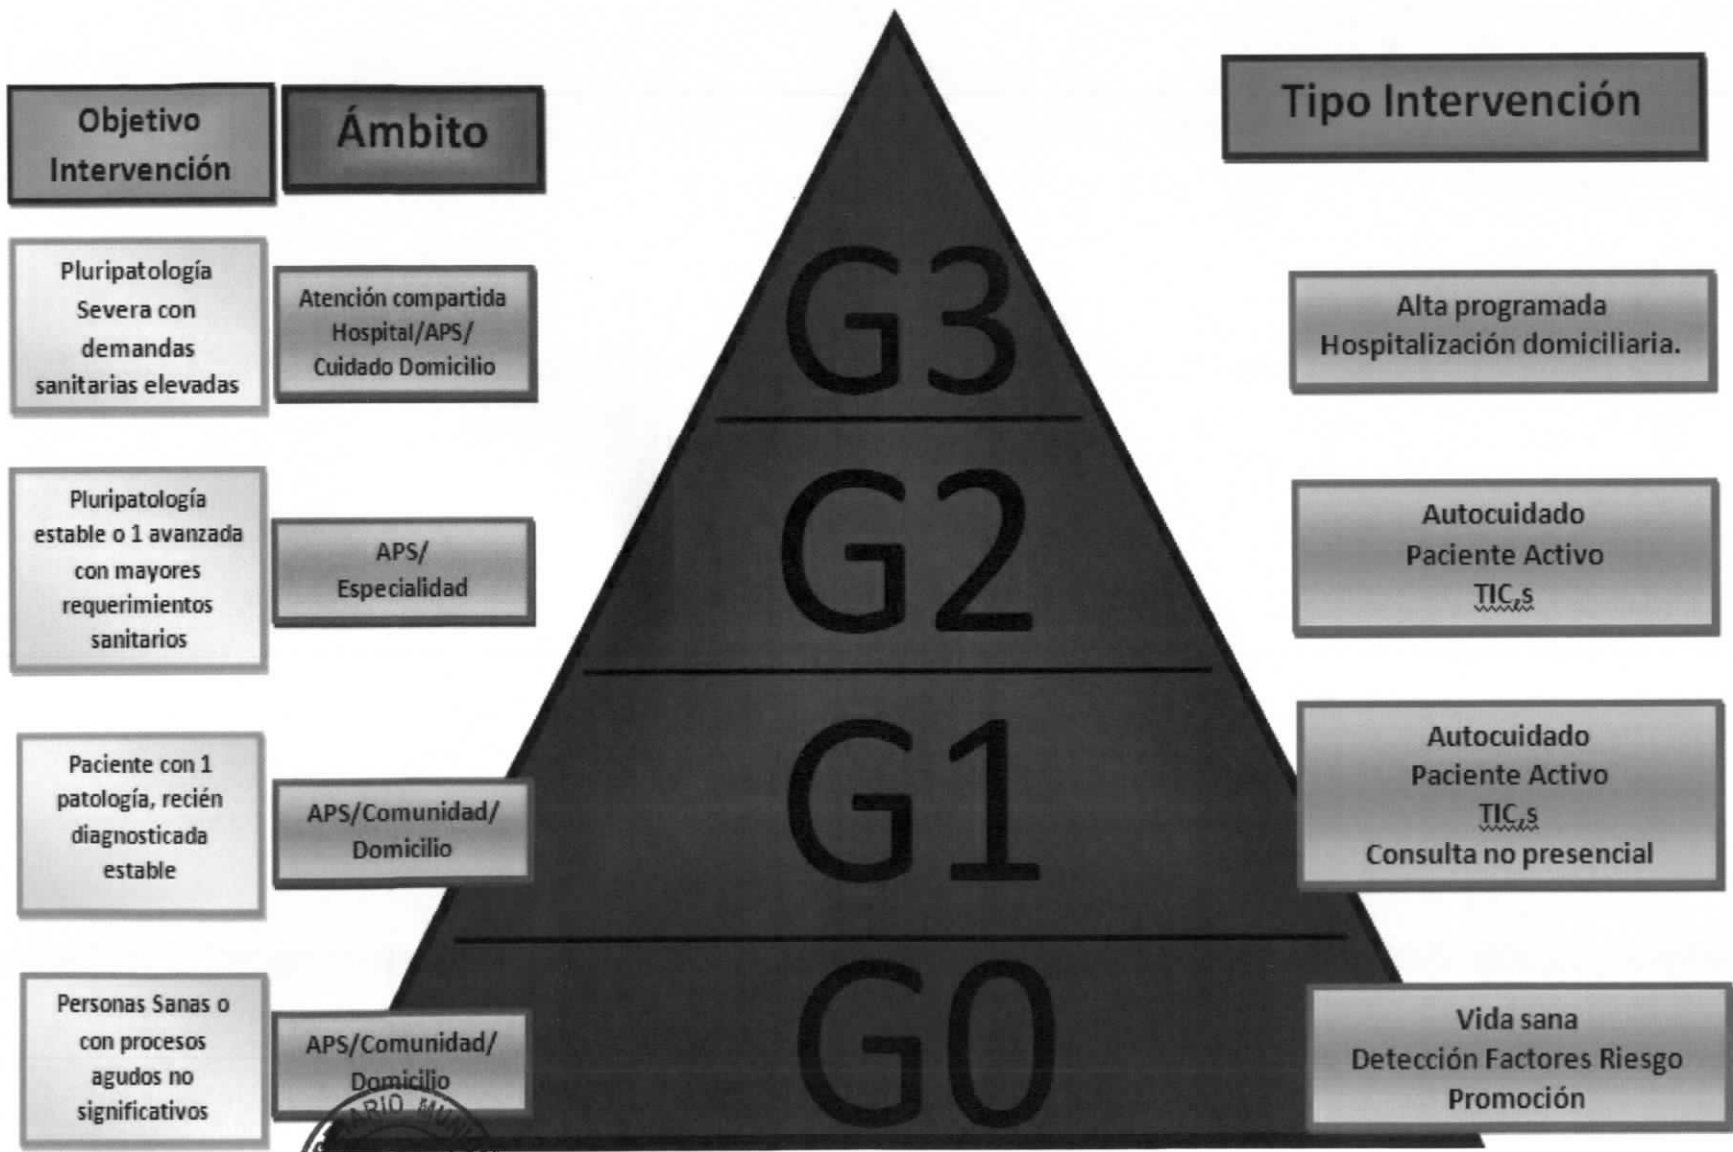 Objetivo
Intervención
Ámbito
Tipo Intervención
Pluripatología
Severa con
demandas
sanitarias elevadas
Atención compartida
Hospital/APS/
Cuidado Domicilio
G3
Alta programada
Hospitalización domiciliaria.
Pluripatología
estable o 1 avanzada
con mayores
requerimientos
sanitarios
APS/
Especialidad
G2
Autocuidado
Paciente Activo
TIC,s
Paciente con 1
patología, recién
diagnosticada
estable
APS/Comunidad/
Domicilio
G1
Autocuidado
Paciente Activo
TIC,s
Consulta no presencial
Personas Sanas o
con procesos
agudos no
significativos
APS/Comunidad/
Domicilio
G0
Vida sana
Detección Factores Riesgo
Promoción